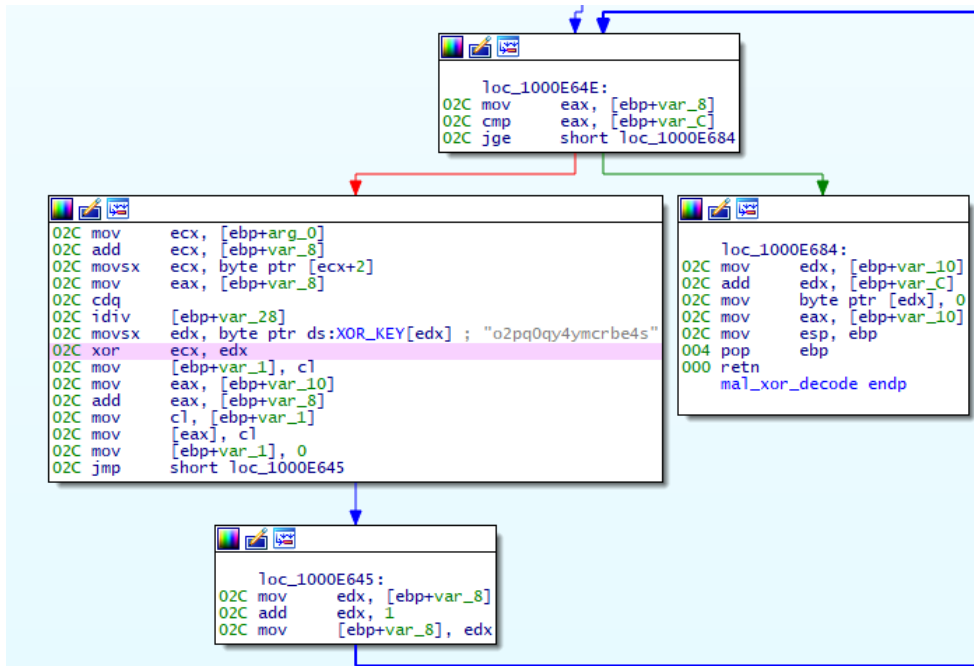 loc_1000E64E:
02C mov eax, [ebp+var_8]
02C cmp eax, [ebp+var_C]
02C jge short loc_1000E684
02C mov ecx, [ebp+arg_0]
02C add ecx, [ebp+var_8]
02C movsx ecx, byte ptr [ecx+2]
02C mov eax, [ebp+var_8]
02C cdq
02C idiv [ebp+var_28]
02C movsx edx, byte ptr ds:XOR_KEY[edx] ; "o2pq0qy4ymcrbe4s"
02C xor ecx, edx
02C mov [ebp+var_1], cl
02C mov eax, [ebp+var_10]
02C add eax, [ebp+var_8]
02C mov cl, [ebp+var_1]
02C mov [eax], cl
02C mov [ebp+var_1], 0
02C jmp short loc_1000E645
loc_1000E684:
02C mov edx, [ebp+var_10]
02C add edx, [ebp+var_C]
02C mov byte ptr [edx], 0
02C mov eax, [ebp+var_10]
02C mov esp, ebp
004 pop ebp
000 retn
mal_xor_decode endp
loc_1000E645:
02C mov edx, [ebp+var_8]
02C add edx, 1
02C mov [ebp+var_8], edx